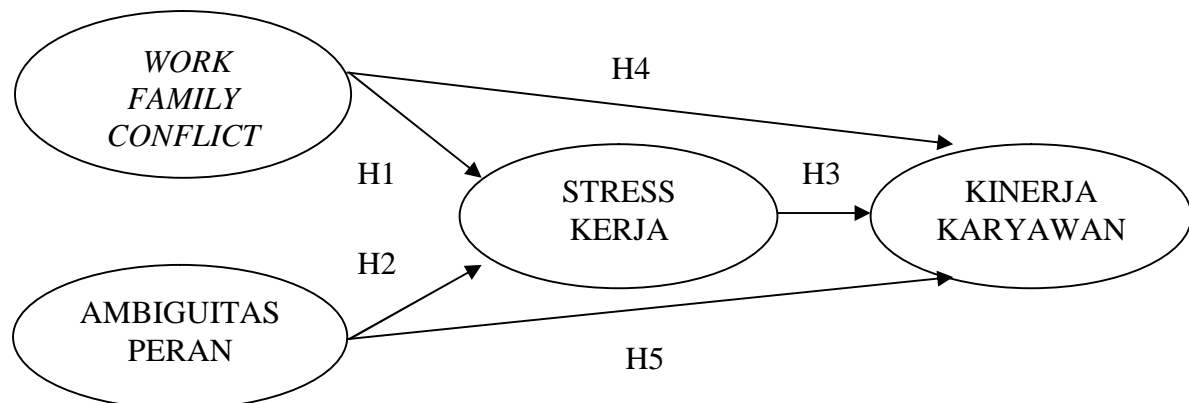 WORK
FAMILY
CONFLICT
H4
H1
STRESS
KERJA
H3
KINERJA
KARYAWAN
H2
AMBIGUITAS
PERAN
H5